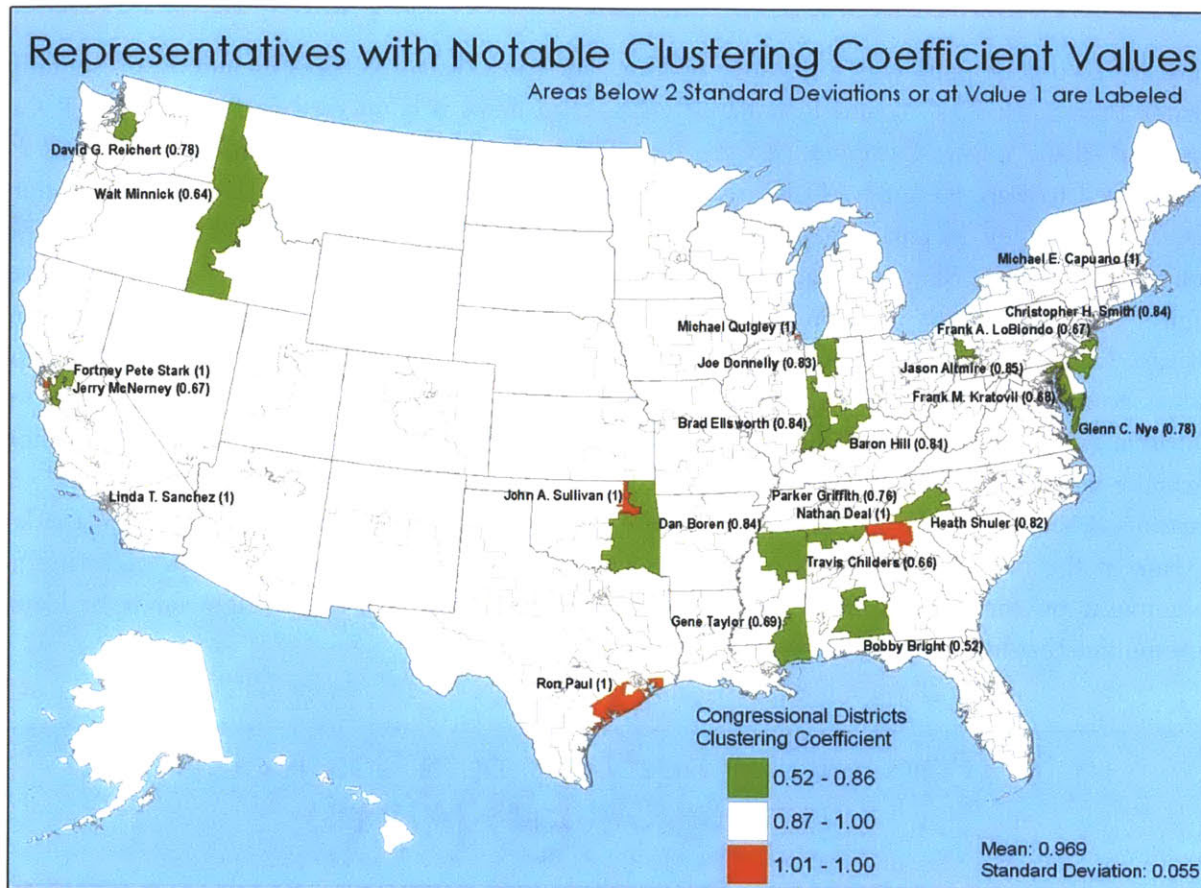 Representatives with Notable Clustering Coefficient Values
Areas Below 2 Standard Deviations or at Value 1 are Labeled
David G. Reichert (0.78)
Walt Minnick (0.64)
Michael E. Capuano (1)
Christopher H. Smith (0.84)
Michael Quigley (1)
Frank A. LoBiondo (0.67)
Fortney Pete Stark (1)
Joe Donnelly (0.83)
Jason Altmire (0.85)
Jerry McNerney (0.67)
Frank M. Kratovil (0.68)
Brad Ellsworth (0.84)
Glenn C. Nye (0.78)
Baron Hill (0.81)
Linda T. Sanchez (1)
John A. Sullivan (1)
Parker Griffith (0.76)
Nathan Deal (1)
Dan Boren (0.84)
Heath Shuler (0.82)
Travis Childers (0.66)
Gene Taylor (0.69)
Bobby Bright (0.52)
Ron Paul (1)
Congressional Districts
Clustering Coefficient
0.52 - 0.86
0.87 - 1.00
1.01 - 1.00
Mean: 0.969
Standard Deviation: 0.055